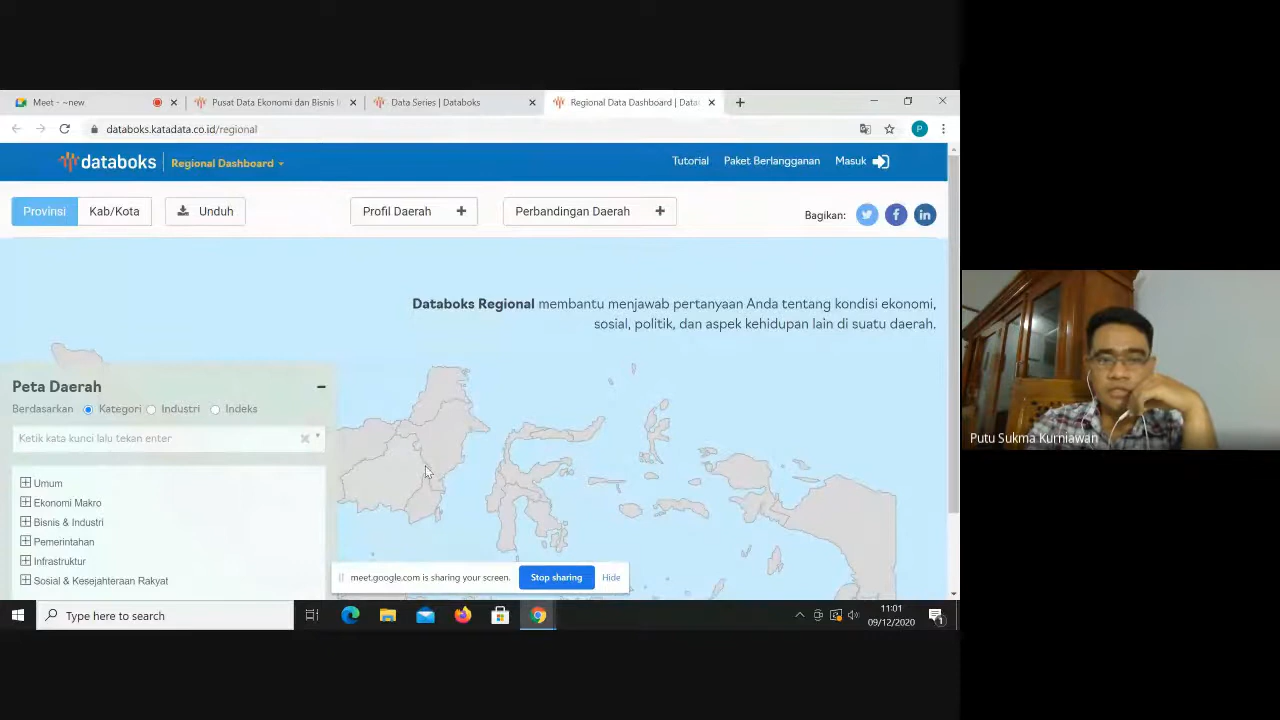 Meet - ~new
Pusat Data Ekonomi dan Bisnis I
Data Series | Databoks
Regional Data Dashboard | Data
databoks.katadata.co.id/regional
P
databoks
Regional Dashboard
Tutorial
Paket Berlangganan
Masuk
Provinsi
Kab/Kota
Unduh
Profil Daerah +
Perbandingan Daerah +
Bagikan:
Databoks Regional membantu menjawab pertanyaan Anda tentang kondisi ekonomi,
sosial, politik, dan aspek kehidupan lain di suatu daerah.
Peta Daerah
Berdasarkan Kategori Industri Indeks
Ketik kata kunci lalu tekan enter
Umum
Ekonomi Makro
Bisnis & Industri
Pemerintahan
Infrastruktur
Sosial & Kesejahteraan Rakyat
meet.google.com is sharing your screen.
Stop sharing
Hide
Type here to search
11:01
09/12/2020
1
Putu Sukma Kurniawan